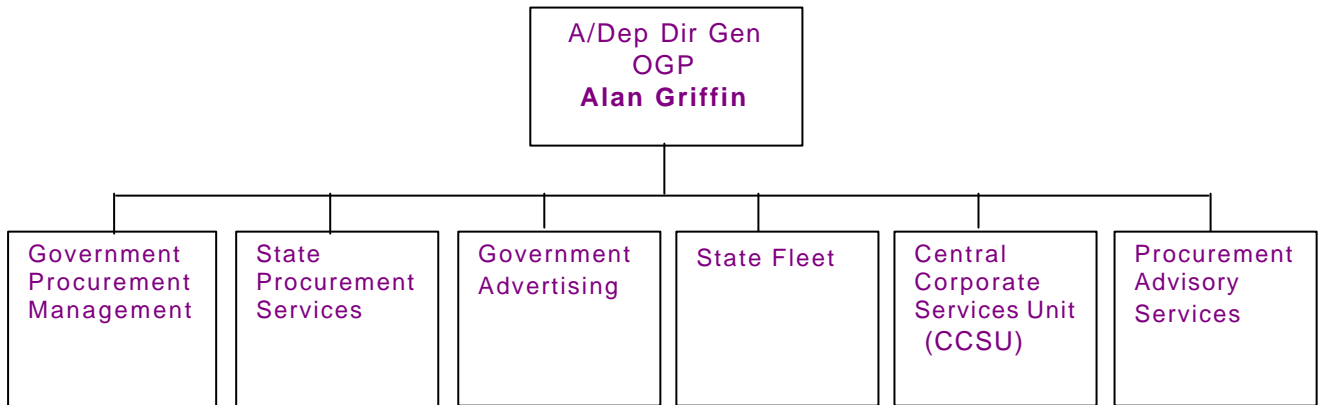 A/Dep Dir Gen
OGP
Alan Griffin
Government
Procurement
Management
State
Procurement
Services
Government
Advertising
State Fleet
Central
Corporate
Services Unit
(CCSU)
Procurement
Advisory
Services